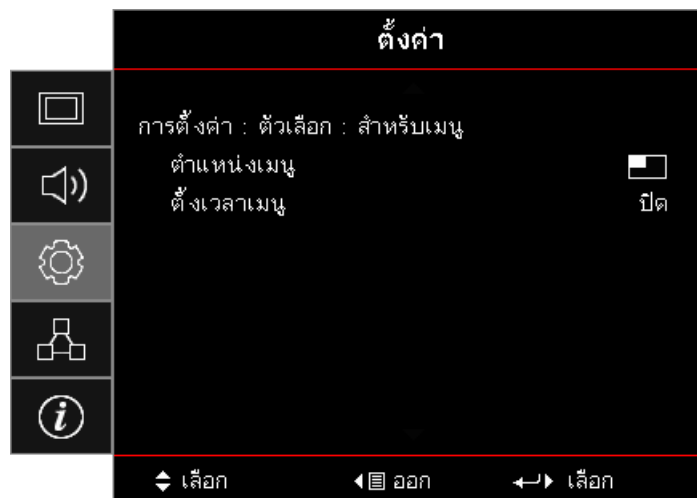 ตั้งค่า
การตั้งค่า : ตัวเลือก : สำหรับเมนู
ตำแหน่งเมนู
ตั้งเวลาเมนู ปิด
เลือก ออก เลือก